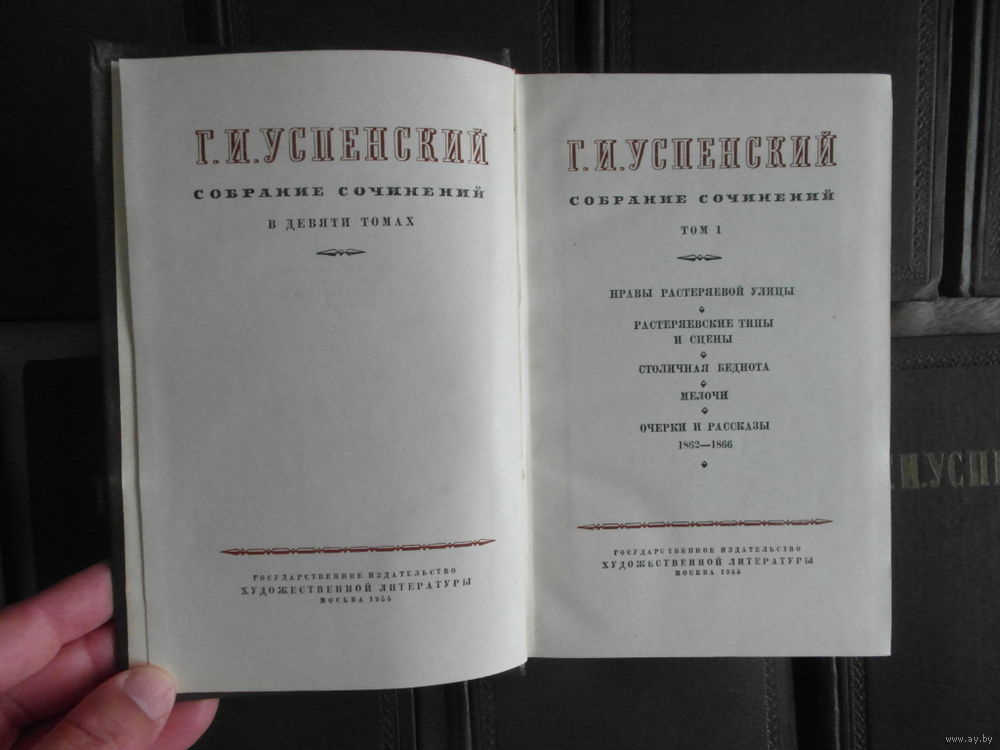 Г.И.УСПЕНСКИЙ
СОБРАНИЕ СОЧИНЕНИЙ
В ДЕВЯТИ ТОМАХ
ГОСУДАРСТВЕННОЕ ИЗДАТЕЛЬСТВО
ХУДОЖЕСТВЕННОЙ ЛИТЕРАТУРЫ
МОСКВА 1955
Г.И.УСПЕНСКИЙ
СОБРАНИЕ СОЧИНЕНИЙ
ТОМ 1
НРАВЫ РАСТЕРЯЕВОЙ УЛИЦЫ
РАСТЕРЯЕВСКИЕ ТИПЫ
И СЦЕНЫ
СТОЛИЧНАЯ БЕДНОТА
МЕЛОЧИ
ОЧЕРКИ И РАССКАЗЫ
1862—1866
ГОСУДАРСТВЕННОЕ ИЗДАТЕЛЬСТВО
ХУДОЖЕСТВЕННОЙ ЛИТЕРАТУРЫ
МОСКВА 1955
.И.УСП
www.ay.by